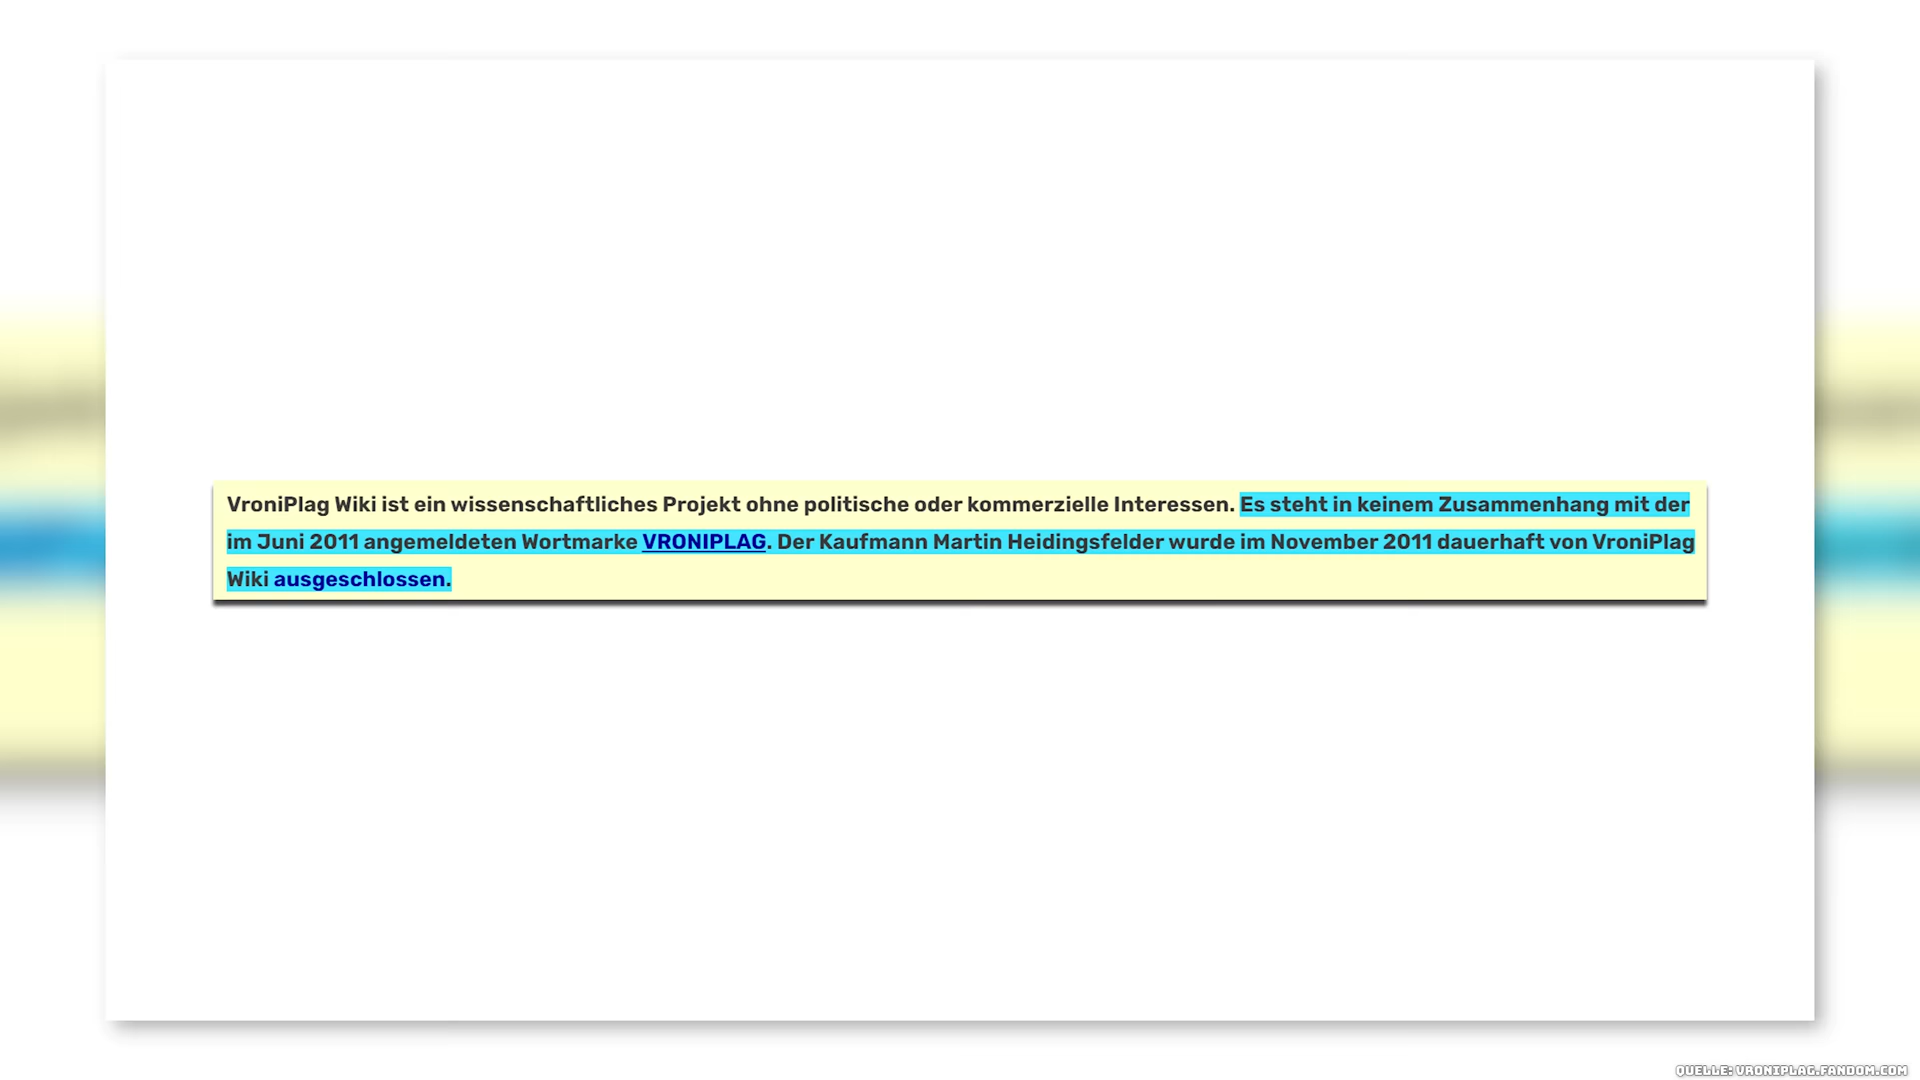 VroniPlag Wiki ist ein wissenschaftliches Projekt ohne politische oder kommerzielle Interessen. Es steht in keinem Zusammenhang mit der
im Juni 2011 angemeldeten Wortmarke VRONIPLAG. Der Kaufmann Martin Heidingsfelder wurde im November 2011 dauerhaft von VroniPlag
Wiki ausgeschlossen.
QUELLE: VRONIPLAG.FANDOM.COM